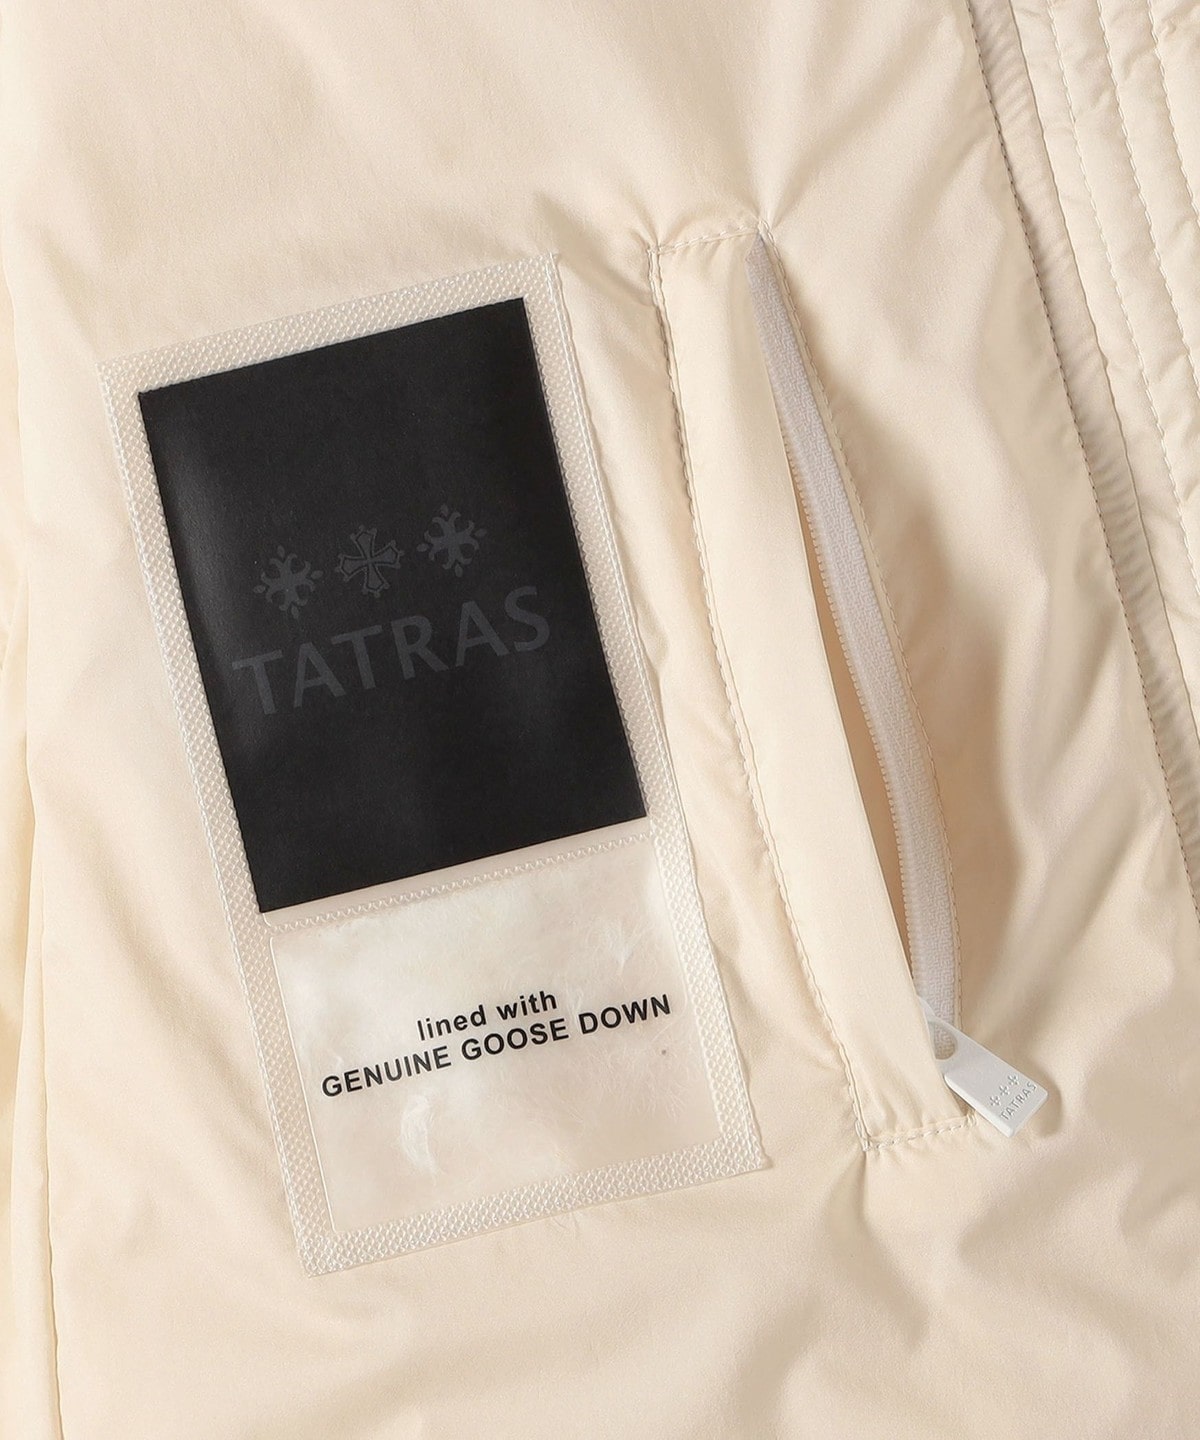 TATRAS
lined with
GENUINE GOOSE DOWN
TATRAS